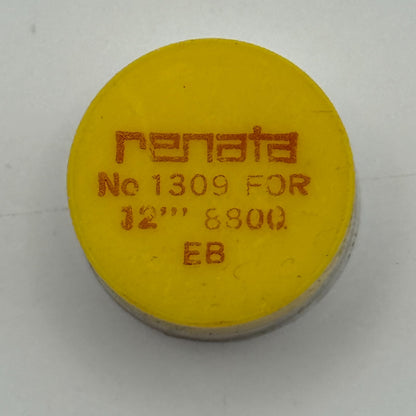 renata
No 1309 FOR
12''' 8800
EB